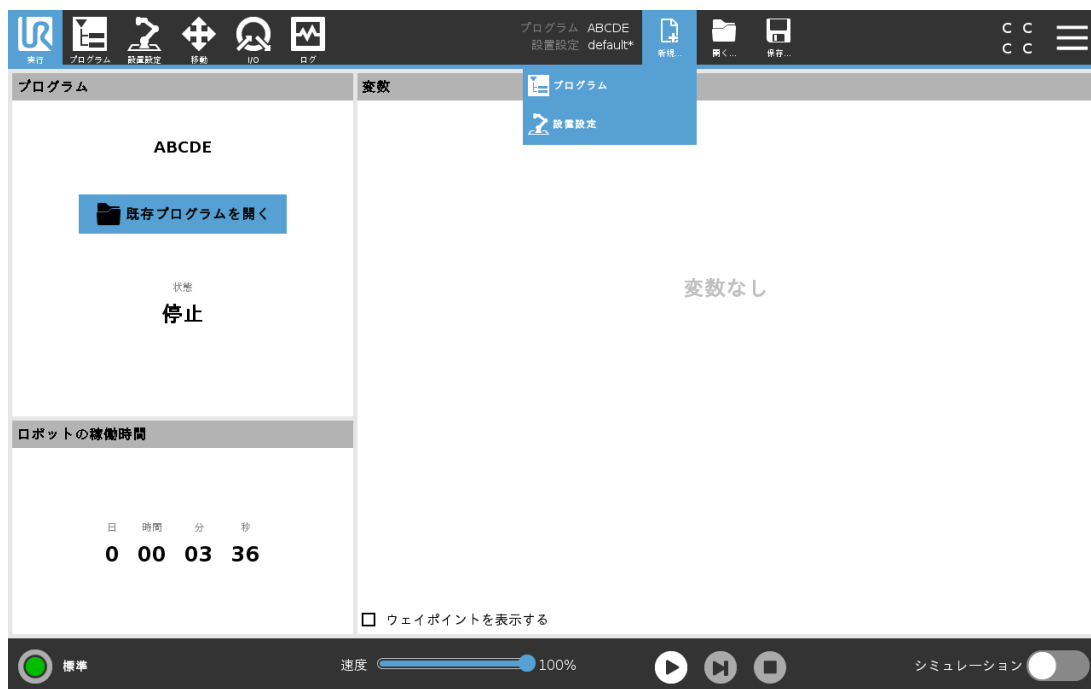 UR
実行
プログラム
設置設定
移動
I/O
ログ
プログラム ABCDE
設置設定 default*
新規...
開く...
保存...
C C
C C
プログラム
設置設定
プログラム
ABCDE
既存プログラムを開く
状態
停止
変数
変数なし
ロボットの稼働時間
日 時間 分 秒
0 00 03 36
ウェイポイントを表示する
標準
速度 100%
シミュレーション